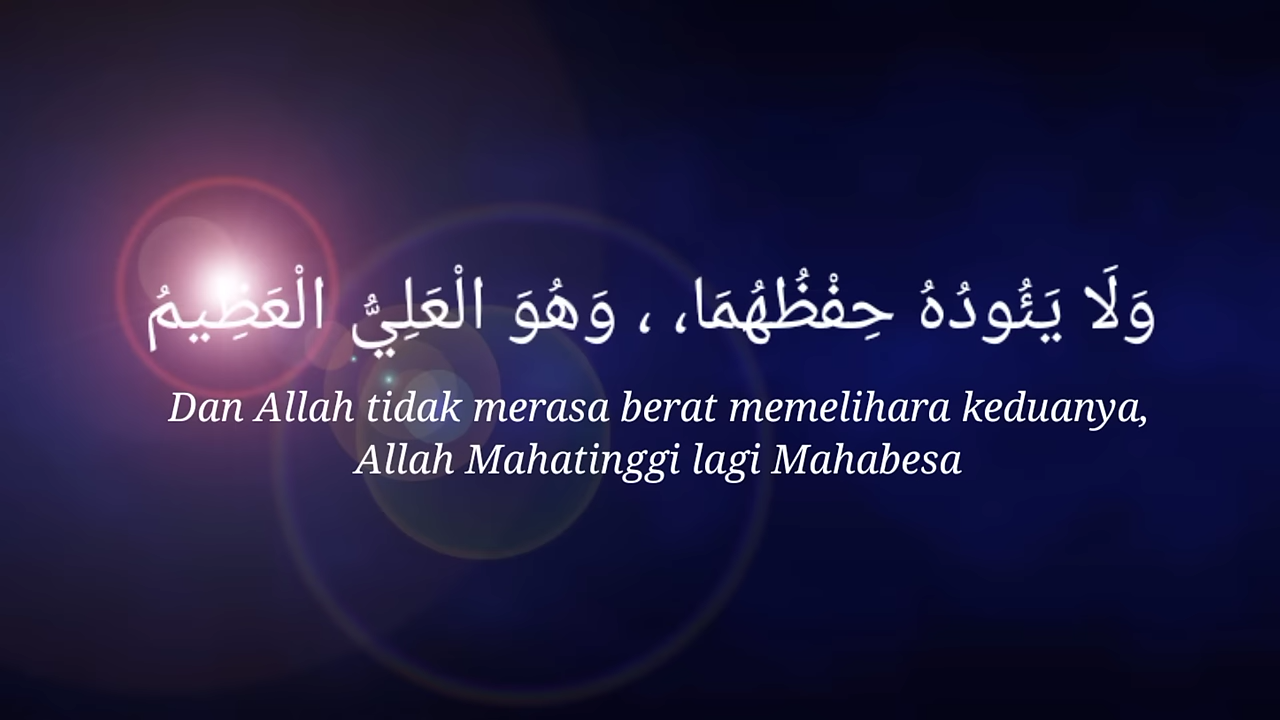 وَلَا يَـُٔودُهُ حِفْظُهُمَا، ، وَهُوَ الْعَلِيُّ الْعَظِيمُ
Dan Allah tidak merasa berat memelihara keduanya,
Allah Mahatinggi lagi Mahabesa